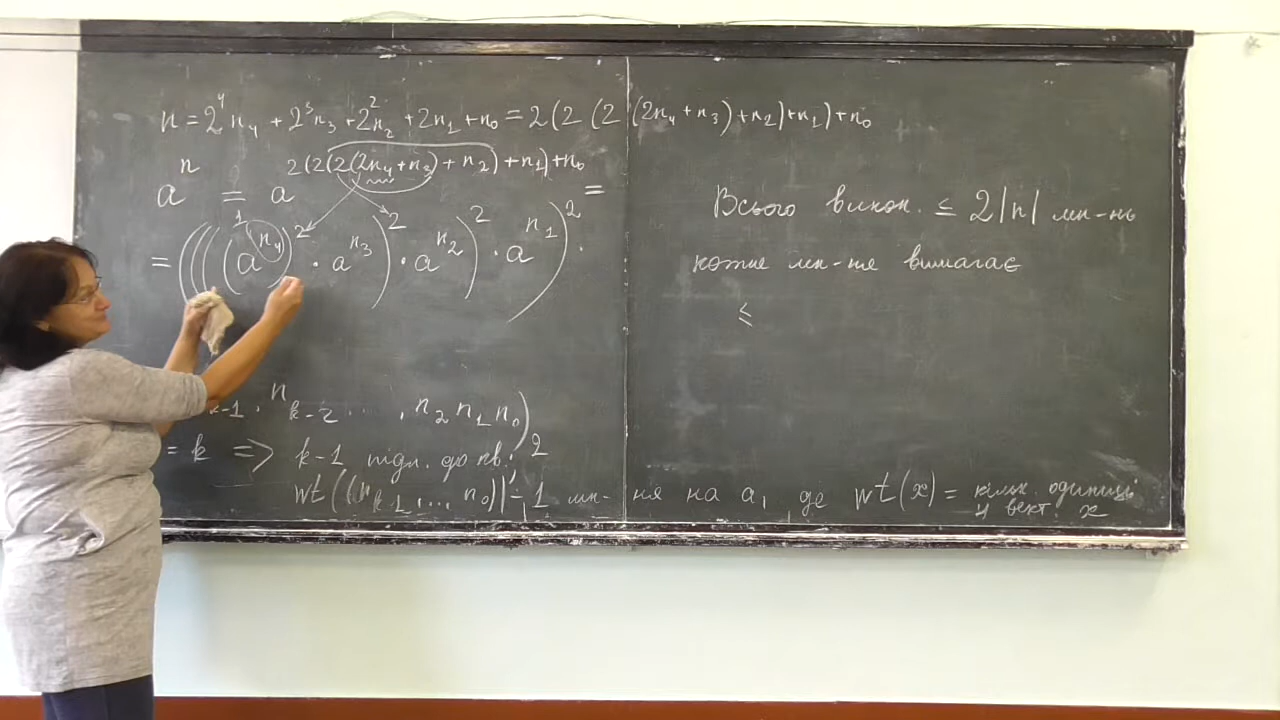 n = 2⁴n₄ + 2³n₃ + 2²n₂ + 2n₁ + n₀ = 2(2(2(2n₄ + n₃) + n₂) + n₁) + n₀
aⁿ = a^{2(2(2(2n₄+n₃)+n₂)+n₁)+n₀} =
= ((((a^{n₄})² · a^{n₃})² · a^{n₂})² · a^{n₁})² ·
1
k-1, n_{k-2} ... , n₂ n₁ n₀)₂
= k => k-1 підн. до кв.,
wt((n_{k-1}, ..., n₀)) - 1 мн-ня на a, де wt(x) = кільк. одиниць
у вект. x
Всього викон. ≤ 2|n| мн-нь
кожне мн-ня вимагає
≤